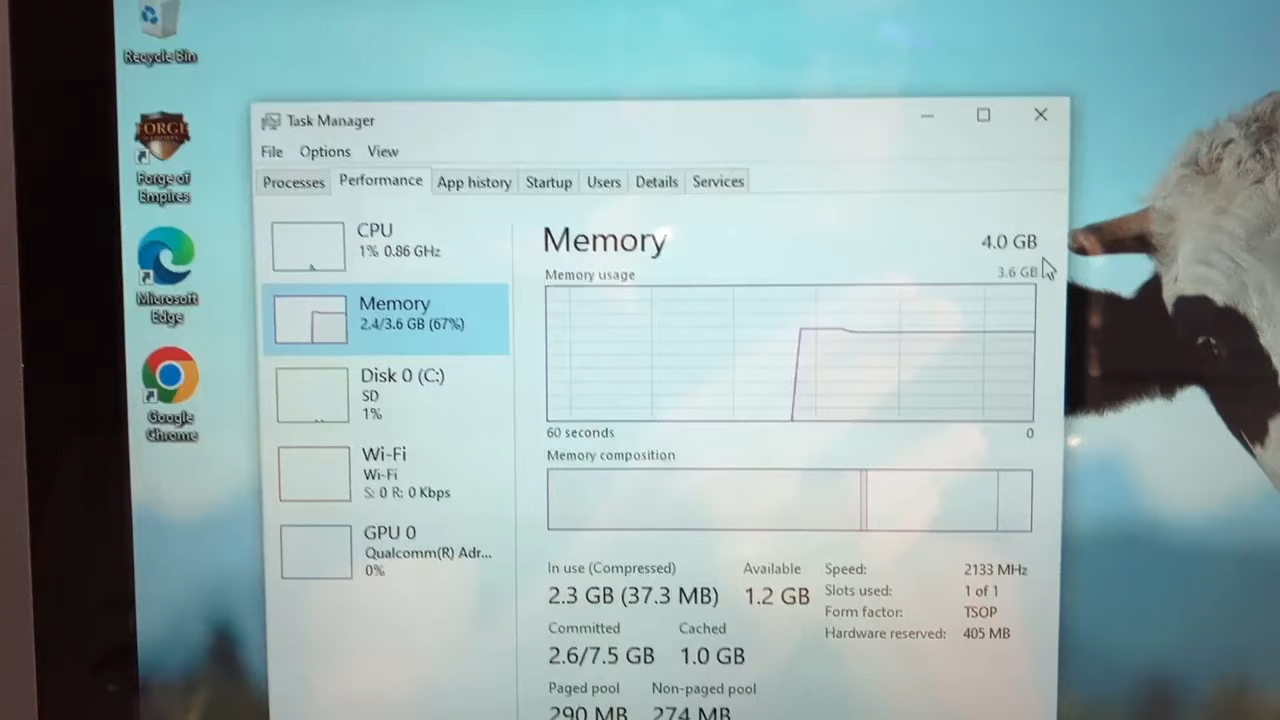 Recycle Bin
FORGE
Forge of
Empires
Microsoft
Edge
Google
Chrome
Task Manager
File Options View
Processes Performance App history Startup Users Details Services
CPU
1% 0.86 GHz
Memory
2.4/3.6 GB (67%)
Disk 0 (C:)
SD
1%
Wi-Fi
Wi-Fi
S: 0 R: 0 Kbps
GPU 0
Qualcomm(R) Adr...
0%
Memory 4.0 GB
Memory usage 3.6 GB
60 seconds 0
Memory composition
In use (Compressed) Available
2.3 GB (37.3 MB) 1.2 GB
Committed Cached
2.6/7.5 GB 1.0 GB
Paged pool Non-paged pool
290 MB 274 MB
Speed: 2133 MHz
Slots used: 1 of 1
Form factor: TSOP
Hardware reserved: 405 MB